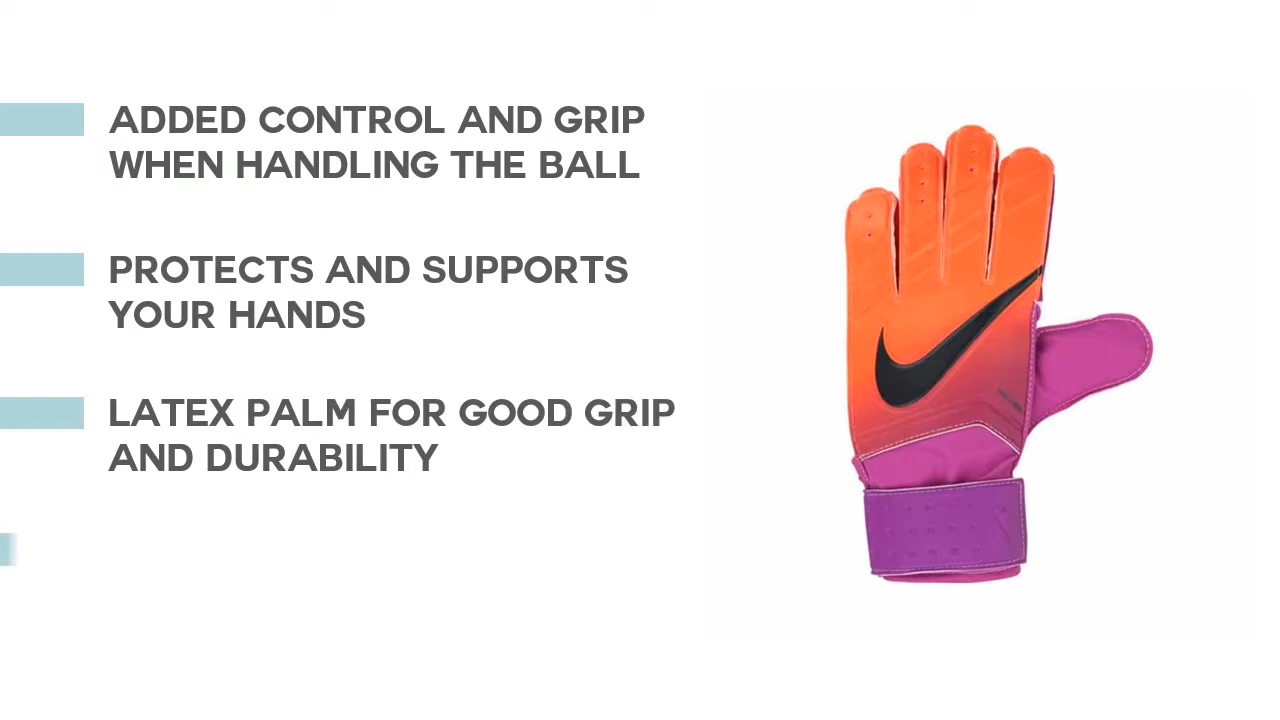 ADDED CONTROL AND GRIP
WHEN HANDLING THE BALL
PROTECTS AND SUPPORTS
YOUR HANDS
LATEX PALM FOR GOOD GRIP
AND DURABILITY